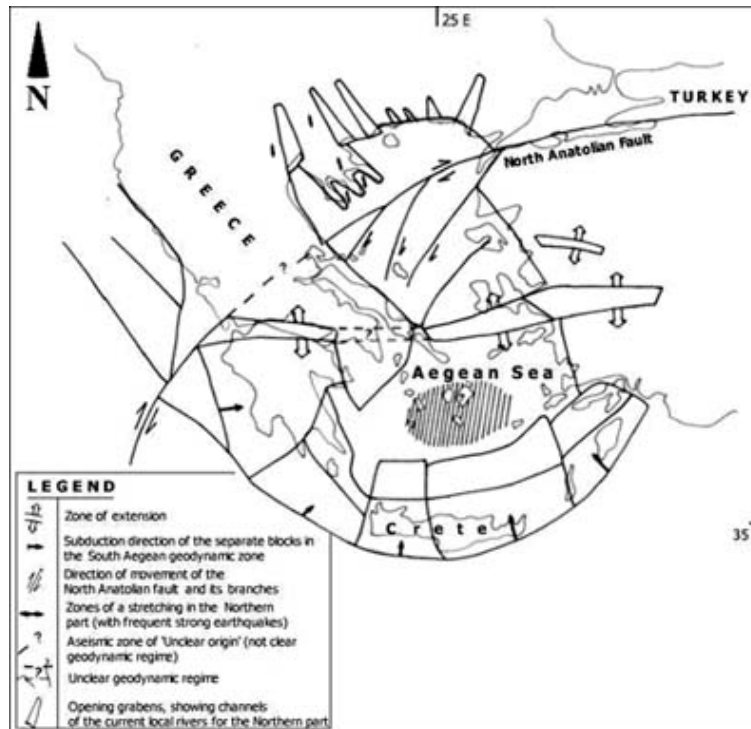 25 E
N
TURKEY
North Anatolian Fault
GREECE
?
?
Aegean Sea
Crete
35
LEGEND
Zone of extension
Subduction direction of the separate blocks in
the South Aegean geodynamic zone
Direction of movement of the
North Anatolian fault and its branches
Zones of a stretching in the Northern
part (with frequent strong earthquakes)
? Aseismic zone of 'Unclear origin' (not clear
geodynamic regime)
? Unclear geodynamic regime
Opening grabens, showing channels
of the current local rivers for the Northern part